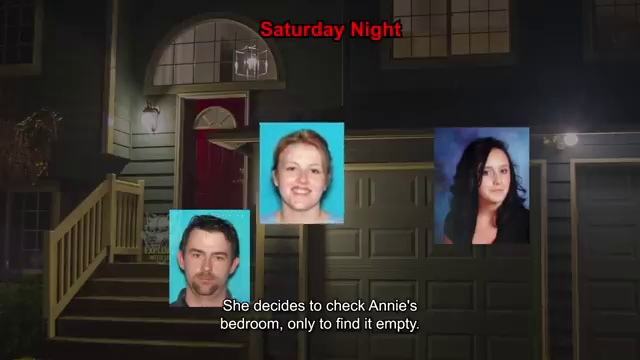 Saturday Night
She decides to check Annie's
bedroom, only to find it empty.